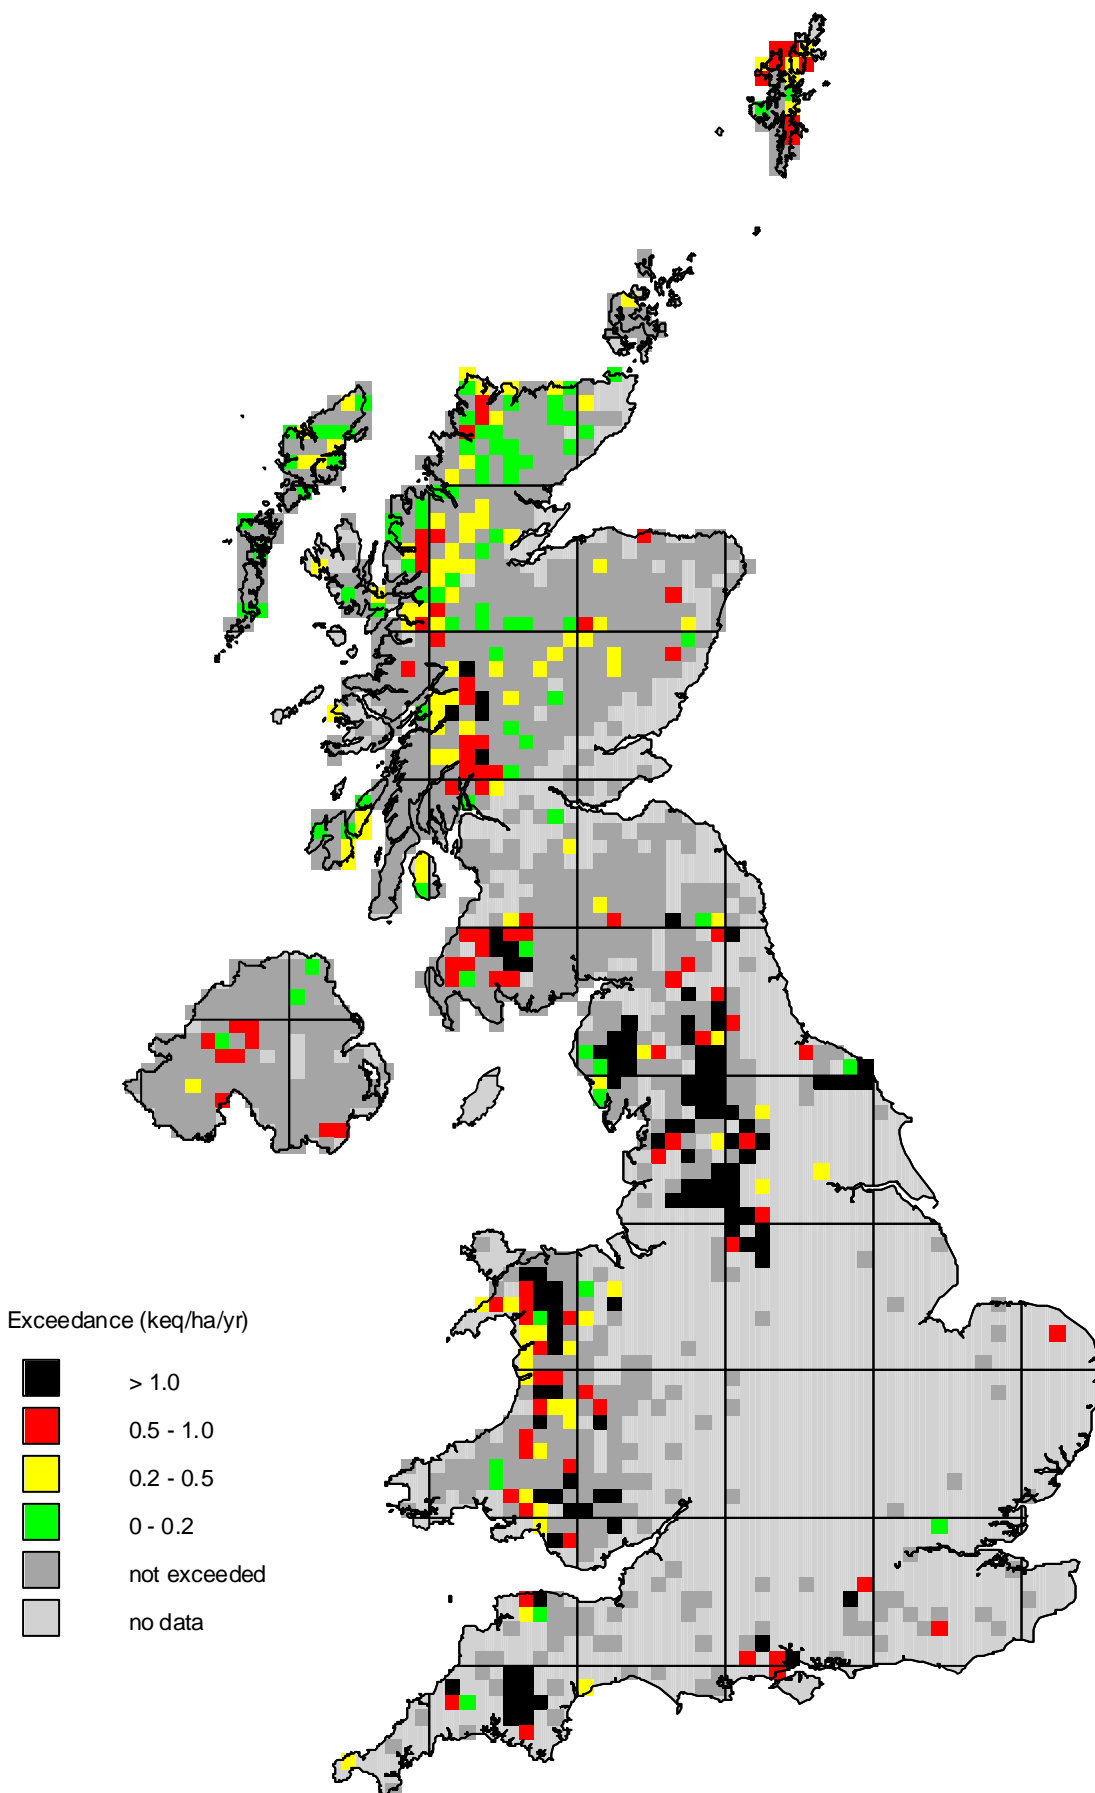 Exceedance (keq/ha/yr)
> 1.0
0.5 - 1.0
0.2 - 0.5
0 - 0.2
not exceeded
no data